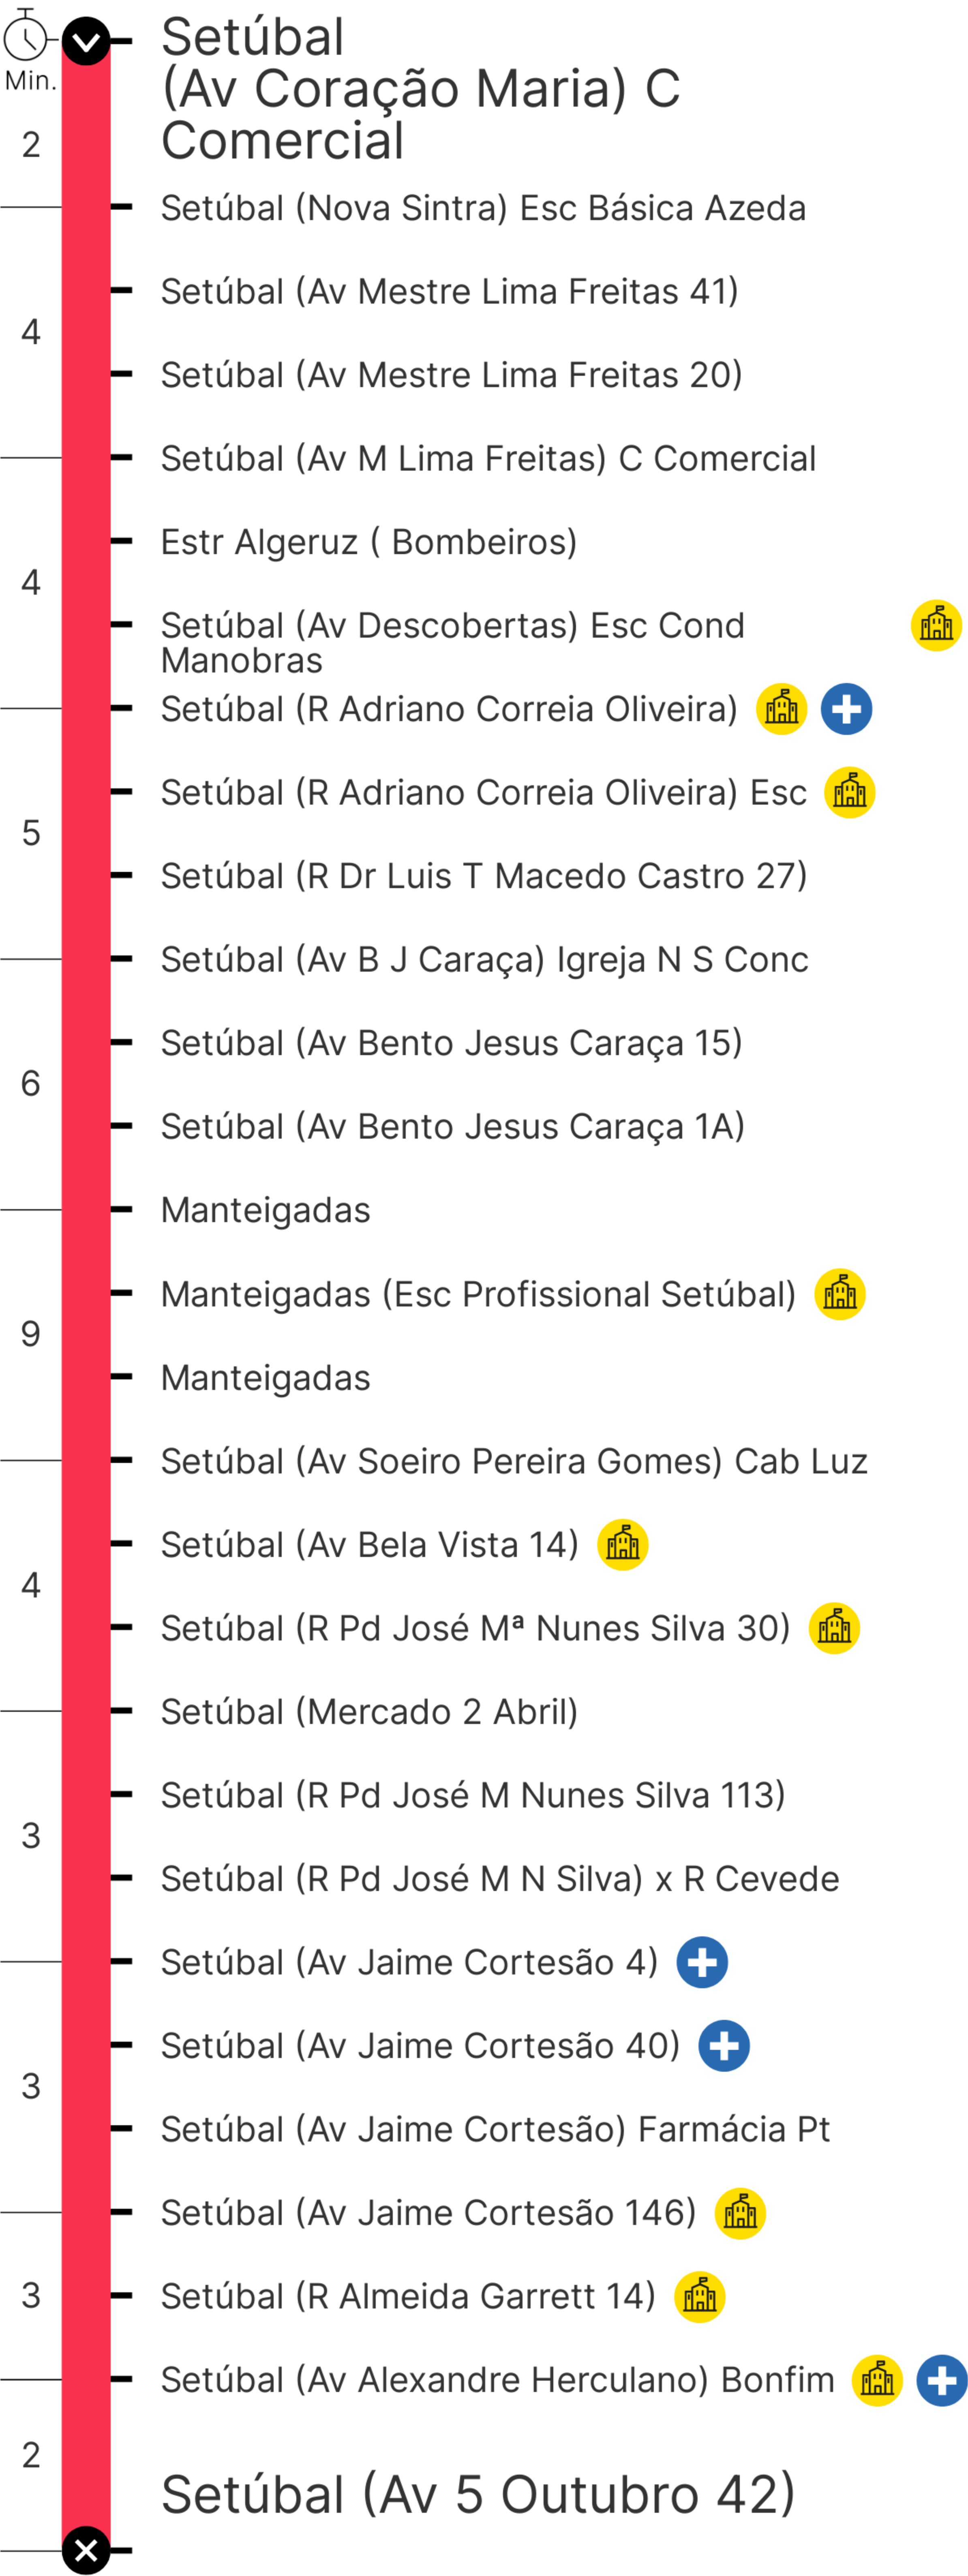 Min.
Setúbal
(Av Coração Maria) C
Comercial
2
Setúbal (Nova Sintra) Esc Básica Azeda
Setúbal (Av Mestre Lima Freitas 41)
4
Setúbal (Av Mestre Lima Freitas 20)
Setúbal (Av M Lima Freitas) C Comercial
Estr Algeruz ( Bombeiros)
4
Setúbal (Av Descobertas) Esc Cond
Manobras
Setúbal (R Adriano Correia Oliveira)
Setúbal (R Adriano Correia Oliveira) Esc
5
Setúbal (R Dr Luis T Macedo Castro 27)
Setúbal (Av B J Caraça) Igreja N S Conc
Setúbal (Av Bento Jesus Caraça 15)
6
Setúbal (Av Bento Jesus Caraça 1A)
Manteigadas
Manteigadas (Esc Profissional Setúbal)
9
Manteigadas
Setúbal (Av Soeiro Pereira Gomes) Cab Luz
Setúbal (Av Bela Vista 14)
4
Setúbal (R Pd José Mª Nunes Silva 30)
Setúbal (Mercado 2 Abril)
Setúbal (R Pd José M Nunes Silva 113)
3
Setúbal (R Pd José M N Silva) x R Cevede
Setúbal (Av Jaime Cortesão 4)
Setúbal (Av Jaime Cortesão 40)
3
Setúbal (Av Jaime Cortesão) Farmácia Pt
Setúbal (Av Jaime Cortesão 146)
3
Setúbal (R Almeida Garrett 14)
Setúbal (Av Alexandre Herculano) Bonfim
2
Setúbal (Av 5 Outubro 42)